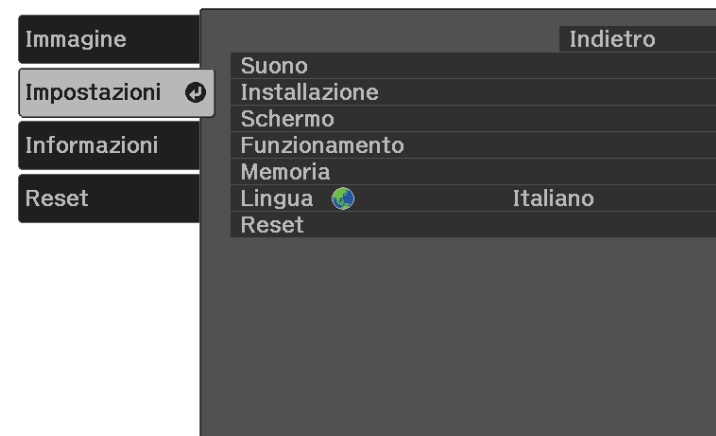 Immagine
Impostazioni
Informazioni
Reset
Indietro
Suono
Installazione
Schermo
Funzionamento
Memoria
Lingua Italiano
Reset